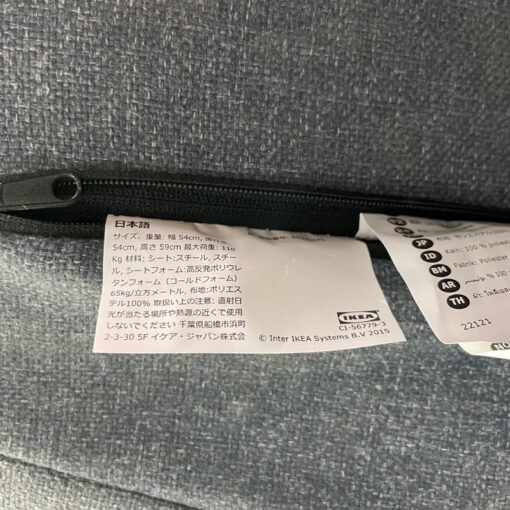 日本語
サイズ、重量: 幅 54cm,
54cm, 高さ 59cm 最大荷重: 110
Kg 材料: シート:スチール, スチー
ル, シートフォーム:高反発ポリウレ
タンフォーム（コールドフォーム）
65kg/立方メートル, 布地:ポリエス
テル100% 取扱い上の注意: 直射日
光が当たる場所や熱源の近くで使用
しないでください 千葉県船橋市浜町
2-3-30 5F イケア・ジャパン株式会
IKEA
CI-56779-3
© Inter IKEA Systems B.V 2015
JP
ID Kain: 100 % polies
BM Fabrik: Poliester
AR % 100
TH
22121
NO